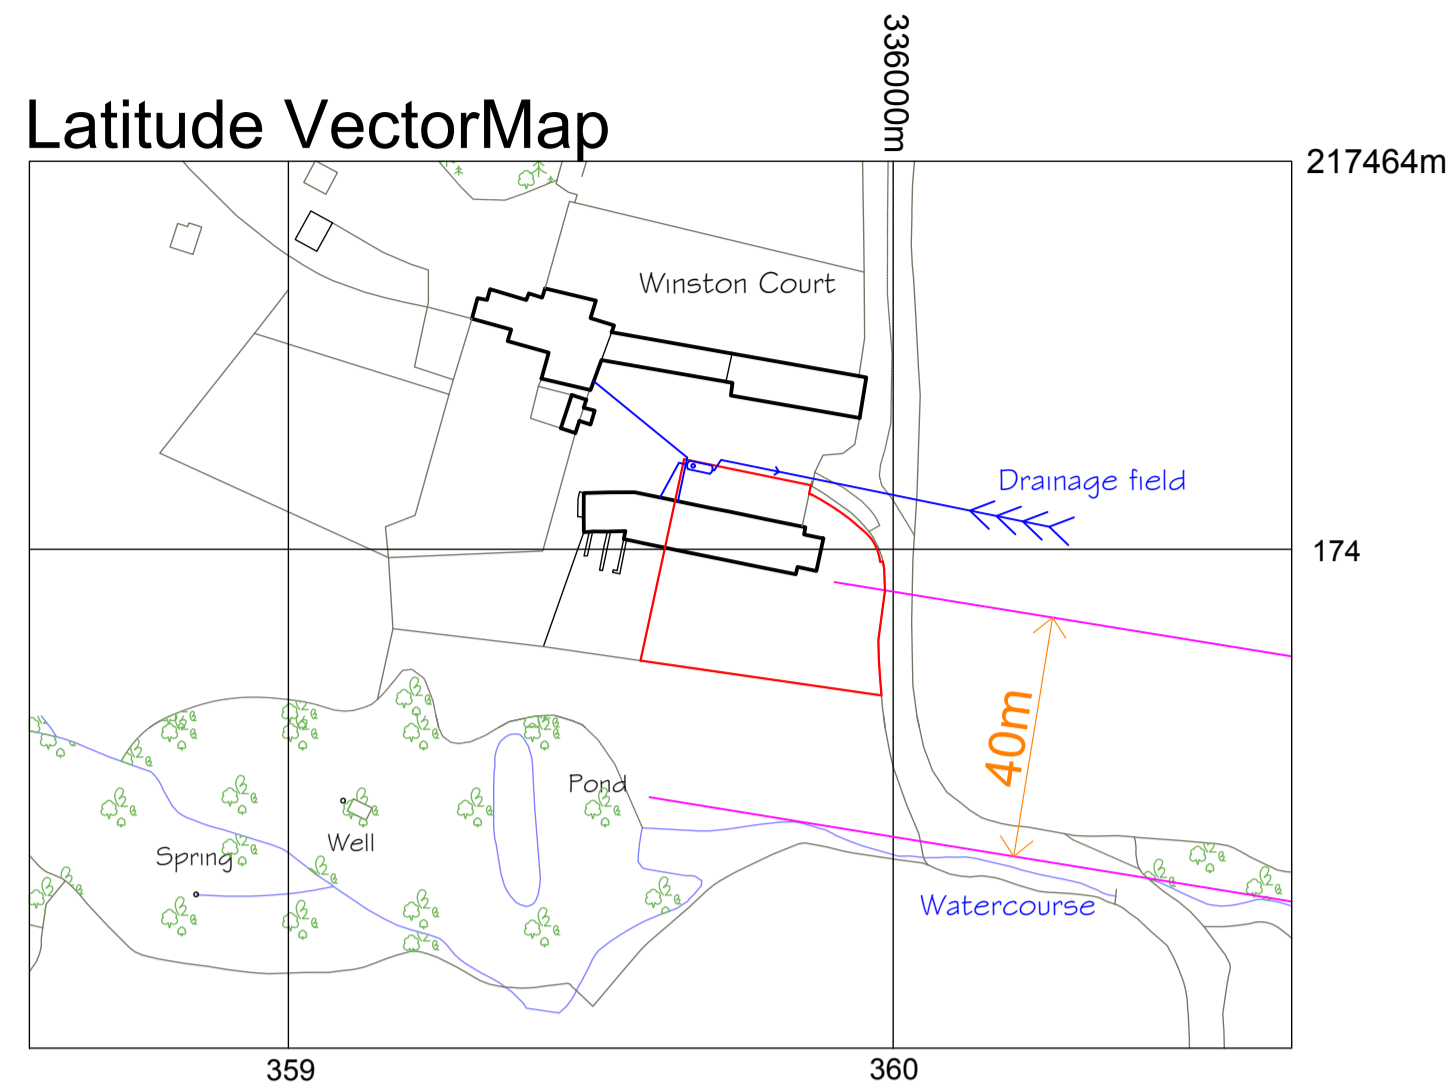 336000m
Latitude VectorMap
217464m
Winston Court
Drainage field
174
40m
Pond
Well
Spring
Watercourse
359
360